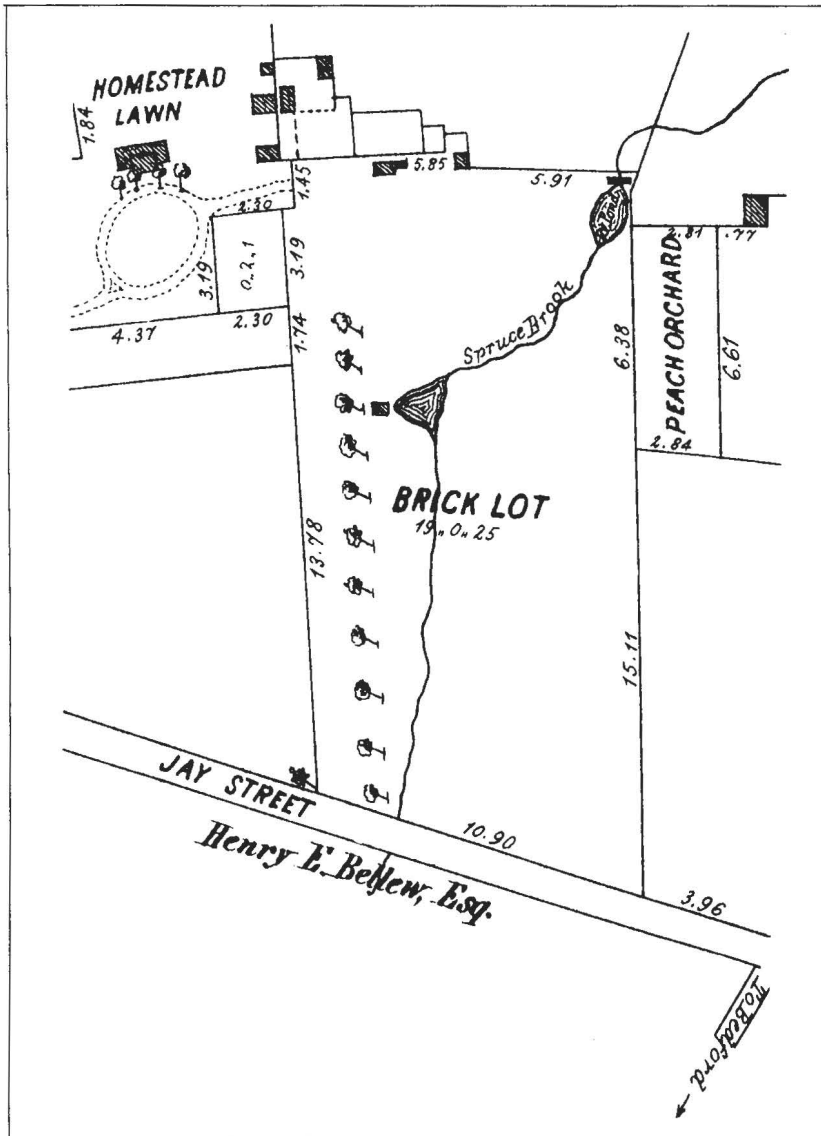 HOMESTEAD
LAWN
1.84
5.85
1.45
5.91
2.30
Pond
2.81
.77
3.19
0,,2,,1
3.19
PEACH ORCHARD
4.37
2.30
1.74
Spruce Brook
6.38
6.61
2.84
BRICK LOT
19,,0,,25
13.78
15.11
JAY STREET
10.90
Henry E. Bellew, Esq.
3.96
To Bedford